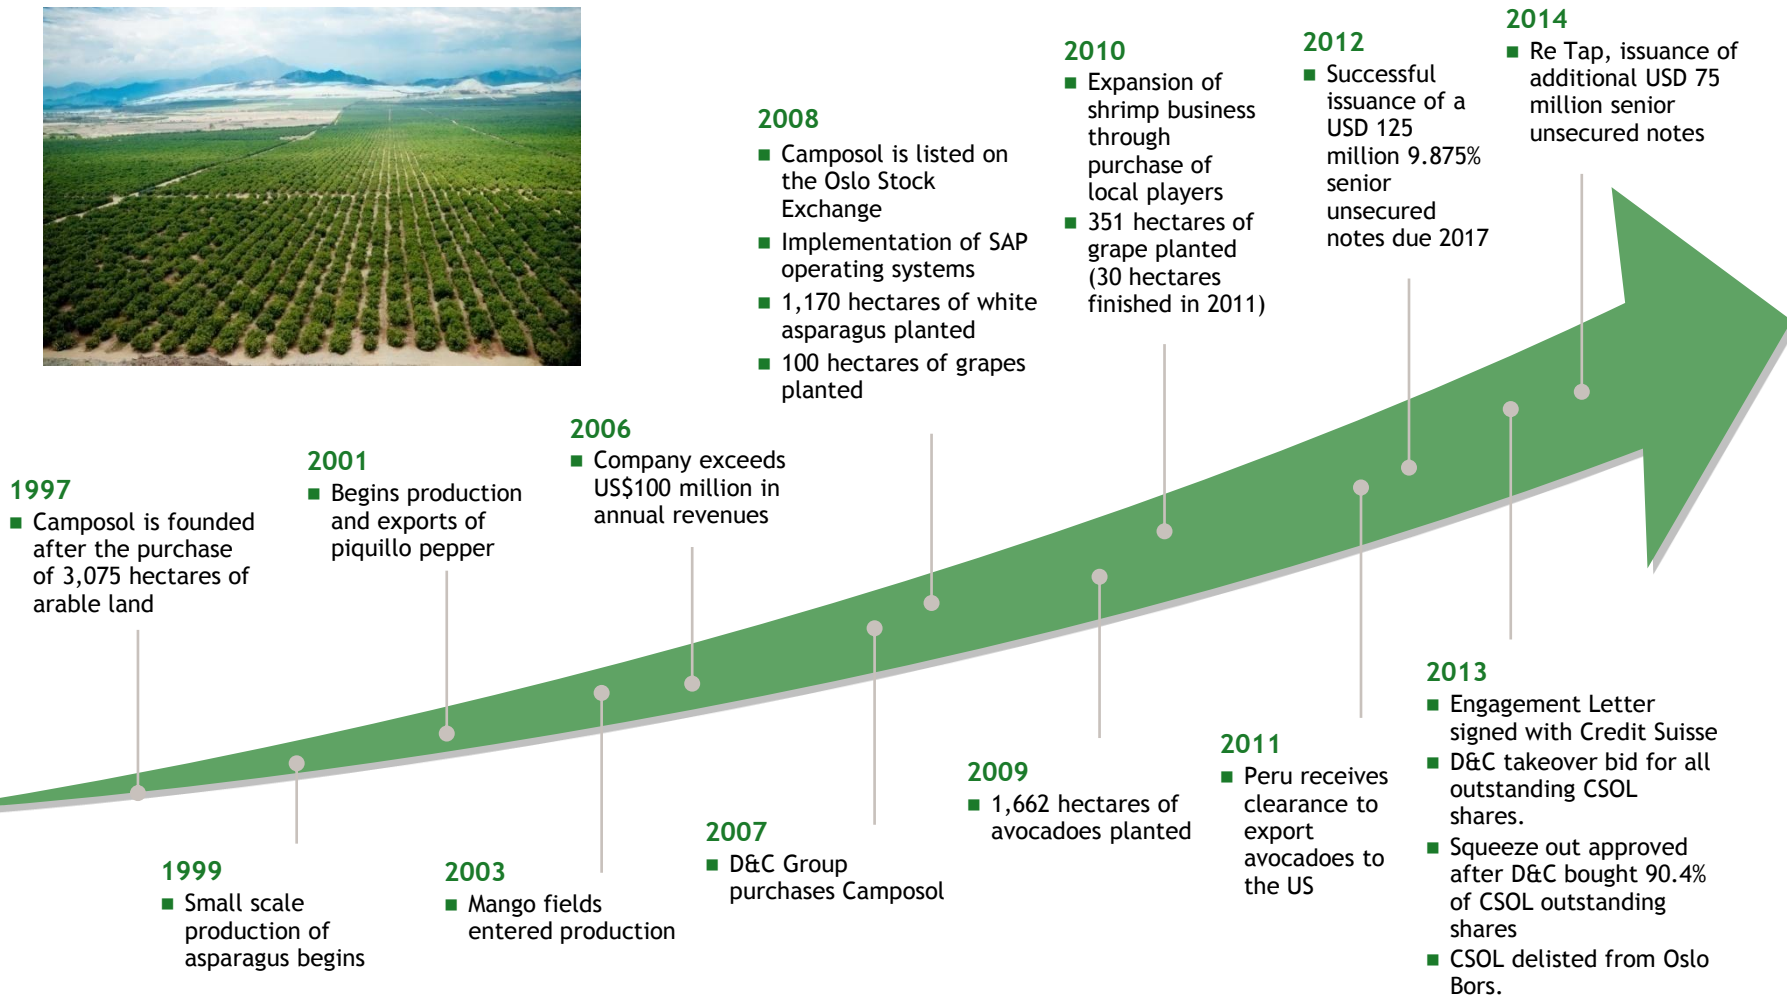 1997
■ Camposol is founded
after the purchase
of 3,075 hectares of
arable land
1999
■ Small scale
production of
asparagus begins
2001
■ Begins production
and exports of
piquillo pepper
2003
■ Mango fields
entered production
2006
■ Company exceeds
US$100 million in
annual revenues
2007
■ D&C Group
purchases Camposol
2008
■ Camposol is listed on
the Oslo Stock
Exchange
■ Implementation of SAP
operating systems
■ 1,170 hectares of white
asparagus planted
■ 100 hectares of grapes
planted
2009
■ 1,662 hectares of
avocadoes planted
2010
■ Expansion of
shrimp business
through
purchase of
local players
■ 351 hectares of
grape planted
(30 hectares
finished in 2011)
2011
■ Peru receives
clearance to
export
avocadoes to
the US
2012
■ Successful
issuance of a
USD 125
million 9.875%
senior
unsecured
notes due 2017
2013
■ Engagement Letter
signed with Credit Suisse
■ D&C takeover bid for all
outstanding CSOL
shares.
■ Squeeze out approved
after D&C bought 90.4%
of CSOL outstanding
shares
■ CSOL delisted from Oslo
Bors.
2014
■ Re Tap, issuance of
additional USD 75
million senior
unsecured notes